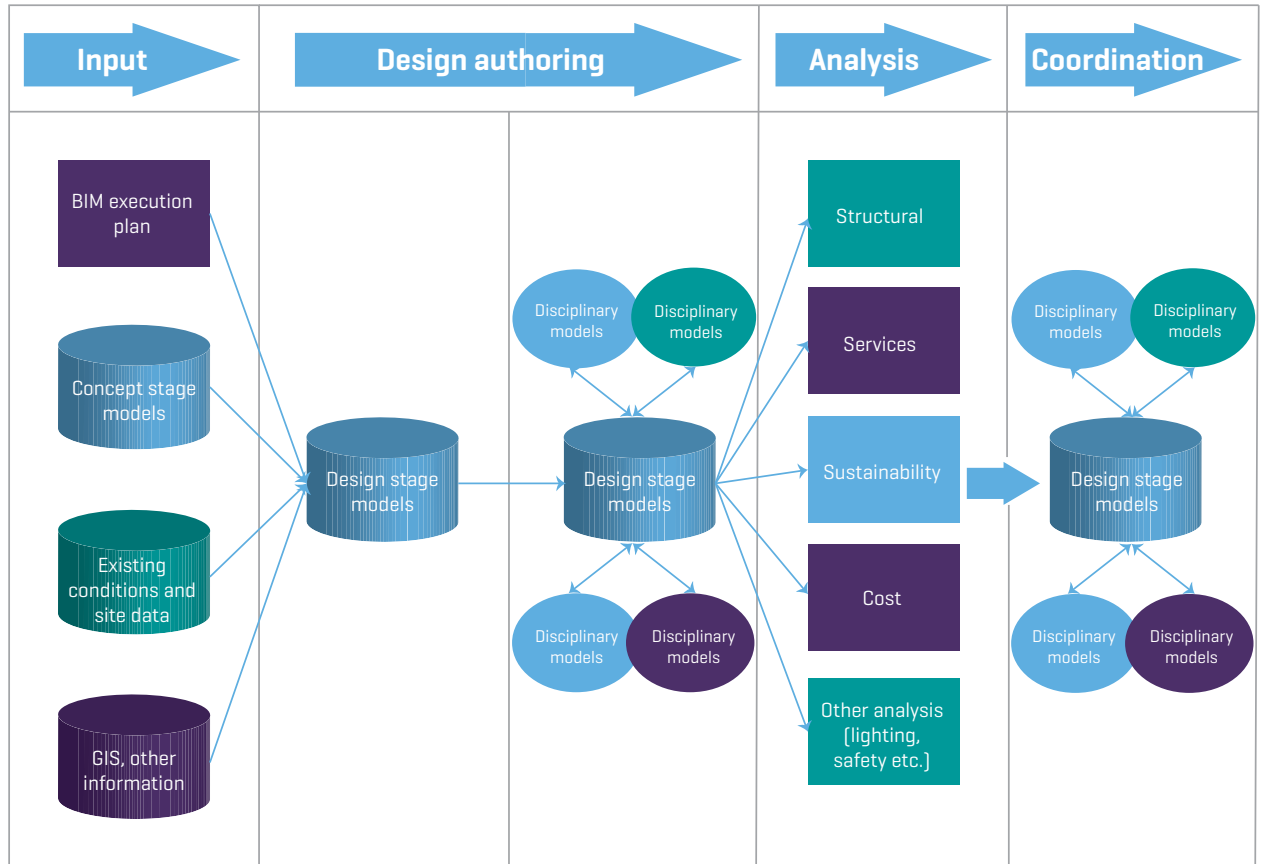 Input
Design authoring
Analysis
Coordination
BIM execution
plan
Concept stage
models
Existing
conditions and
site data
GIS, other
information
Design stage
models
Disciplinary
models
Disciplinary
models
Design stage
models
Disciplinary
models
Disciplinary
models
Structural
Services
Sustainability
Cost
Other analysis
(lighting,
safety etc.)
Disciplinary
models
Disciplinary
models
Design stage
models
Disciplinary
models
Disciplinary
models